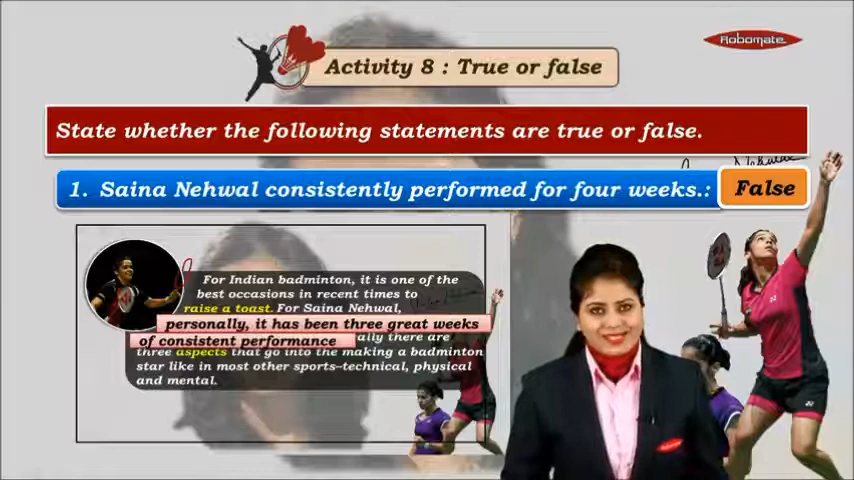 Robomate
Activity 8 : True or false
State whether the following statements are true or false.
1. Saina Nehwal consistently performed for four weeks.: False
For Indian badminton, it is one of the
best occasions in recent times to
raise a toast. For Saina Nehwal,
personally, it has been three great weeks
of consistent performance
ally there are
three aspects that go into the making a badminton
star like in most other sports–technical, physical
and mental.